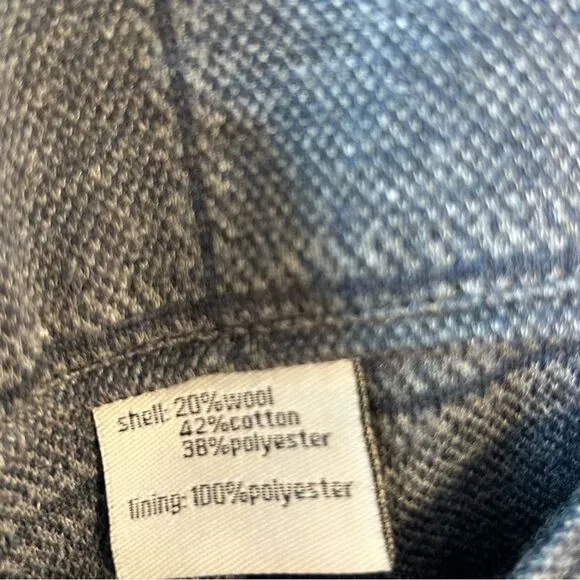 shell: 20%wool
42%cotton
38%polyester
lining: 100%polyester